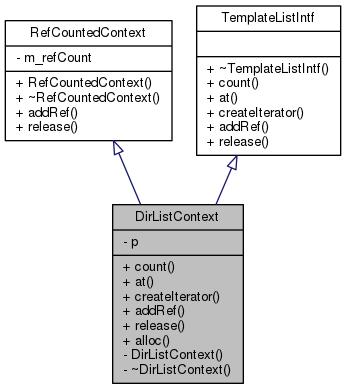 RefCountedContext
- m_refCount
+ RefCountedContext()
+ ~RefCountedContext()
+ addRef()
+ release()
TemplateListIntf
+ ~TemplateListIntf()
+ count()
+ at()
+ createIterator()
+ addRef()
+ release()
DirListContext
- p
+ count()
+ at()
+ createIterator()
+ addRef()
+ release()
+ alloc()
- DirListContext()
- ~DirListContext()